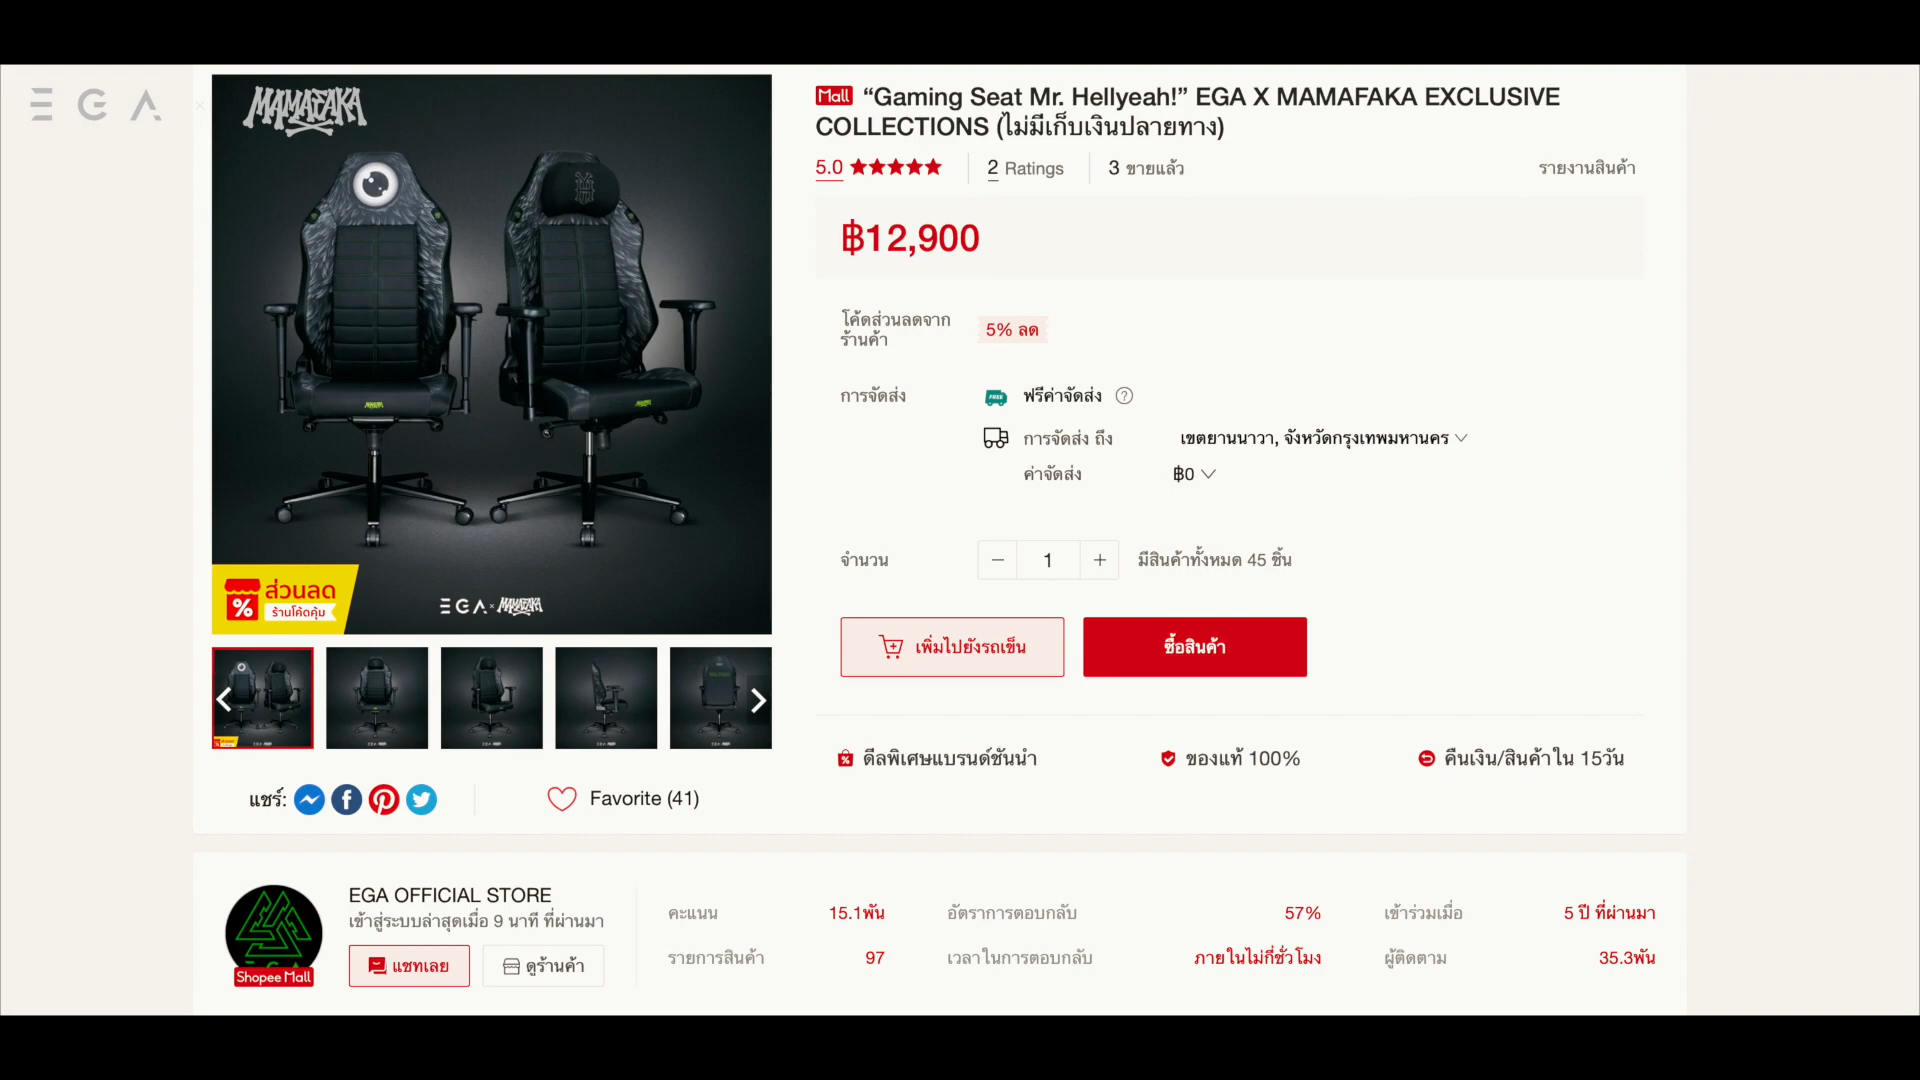 EGA
MAMAFAKA
EGA × MAMAFAKA
ส่วนลด
ร้านโค้ดคุ้ม
%
Mall “Gaming Seat Mr. Hellyeah!” EGA X MAMAFAKA EXCLUSIVE
COLLECTIONS (ไม่มีเก็บเงินปลายทาง)
5.0 2 Ratings 3 ขายแล้ว รายงานสินค้า
฿12,900
โค้ดส่วนลดจาก
ร้านค้า
5% ลด
การจัดส่ง FREE ฟรีค่าจัดส่ง ?
การจัดส่ง ถึง เขตยานนาวา, จังหวัดกรุงเทพมหานคร
ค่าจัดส่ง ฿0
จำนวน − 1 + มีสินค้าทั้งหมด 45 ชิ้น
เพิ่มไปยังรถเข็น ซื้อสินค้า
ดีลพิเศษแบรนด์ชันนำ ของแท้ 100% คืนเงิน/สินค้าใน 15วัน
แชร์: Favorite (41)
EGA OFFICIAL STORE
เข้าสู่ระบบล่าสุดเมื่อ 9 นาที ที่ผ่านมา
แชทเลย ดูร้านค้า
Shopee Mall
คะแนน 15.1พัน อัตราการตอบกลับ 57% เข้าร่วมเมื่อ 5 ปี ที่ผ่านมา
รายการสินค้า 97 เวลาในการตอบกลับ ภายในไม่กี่ชั่วโมง ผู้ติดตาม 35.3พัน